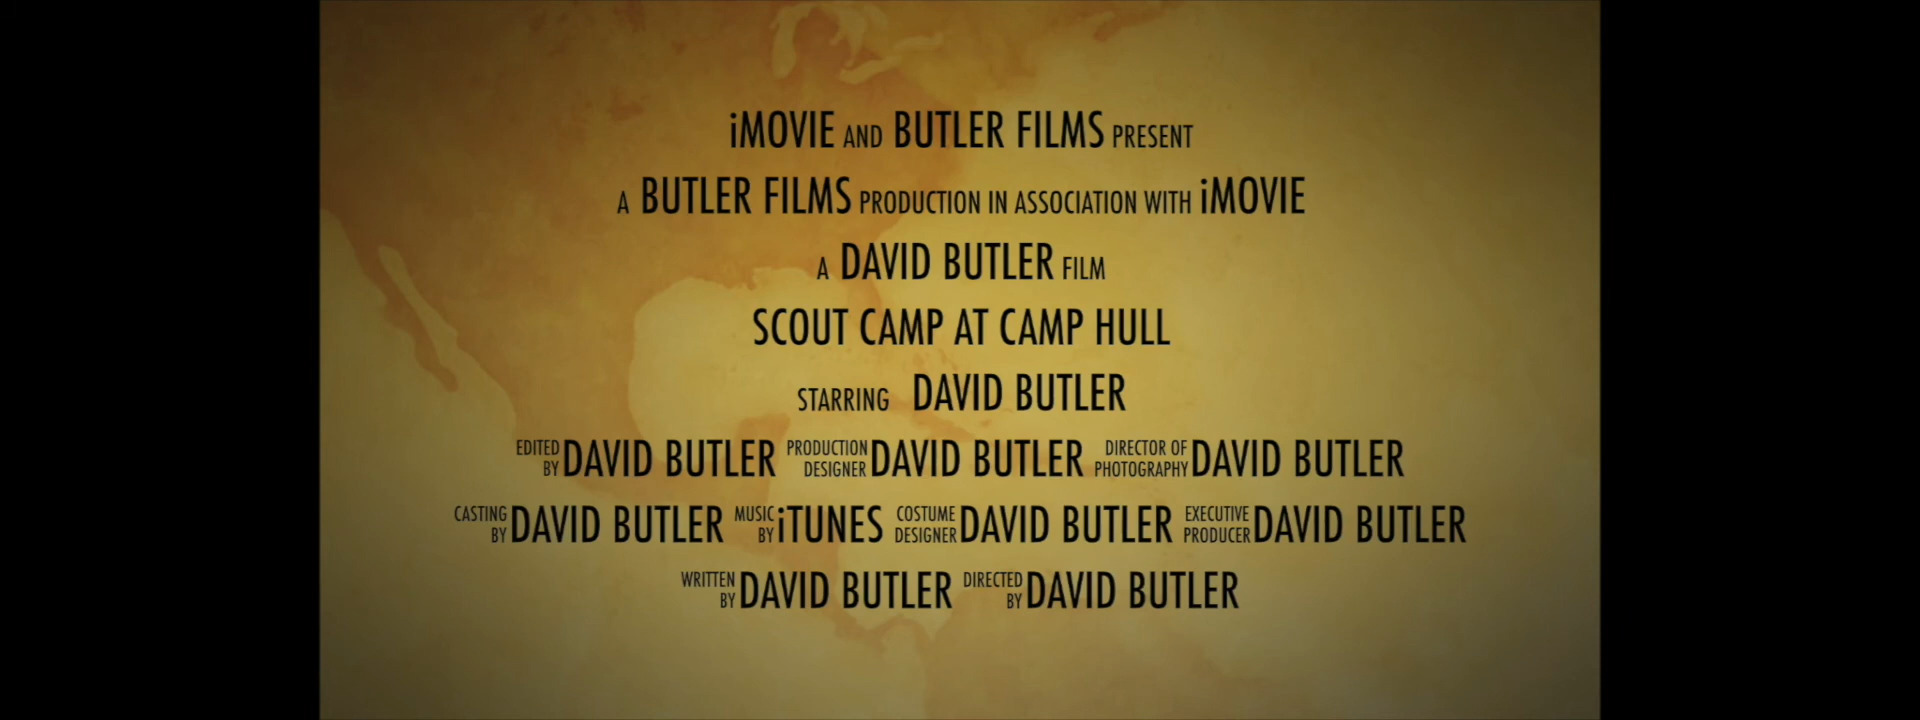 iMOVIE AND BUTLER FILMS PRESENT
A BUTLER FILMS PRODUCTION IN ASSOCIATION WITH iMOVIE
A DAVID BUTLER FILM
SCOUT CAMP AT CAMP HULL
STARRING DAVID BUTLER
EDITED BY DAVID BUTLER PRODUCTION DESIGNER DAVID BUTLER DIRECTOR OF PHOTOGRAPHY DAVID BUTLER
CASTING BY DAVID BUTLER MUSIC BY iTUNES COSTUME DESIGNER DAVID BUTLER EXECUTIVE PRODUCER DAVID BUTLER
WRITTEN BY DAVID BUTLER DIRECTED BY DAVID BUTLER